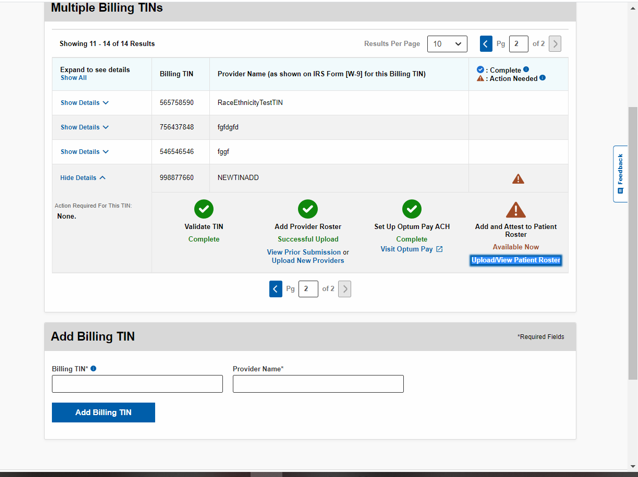 Multiple Billing TINs
Showing 11 - 14 of 14 Results
Results Per Page 10 Pg 2 of 2
Expand to see details
Show All
Billing TIN
Provider Name (as shown on IRS Form [W-9] for this Billing TIN)
: Complete
: Action Needed
Show Details 565758590 RaceEthnicityTestTIN
Show Details 756437848 fgfdgfd
Show Details 546546546 fggf
Hide Details 998877660 NEWTINADD
Action Required For This TIN:
None.
Validate TIN
Complete
Add Provider Roster
Successful Upload
View Prior Submission or
Upload New Providers
Set Up Optum Pay ACH
Complete
Visit Optum Pay
Add and Attest to Patient
Roster
Available Now
Upload/View Patient Roster
Pg 2 of 2
Add Billing TIN
*Required Fields
Billing TIN*
Provider Name*
Add Billing TIN
Feedback